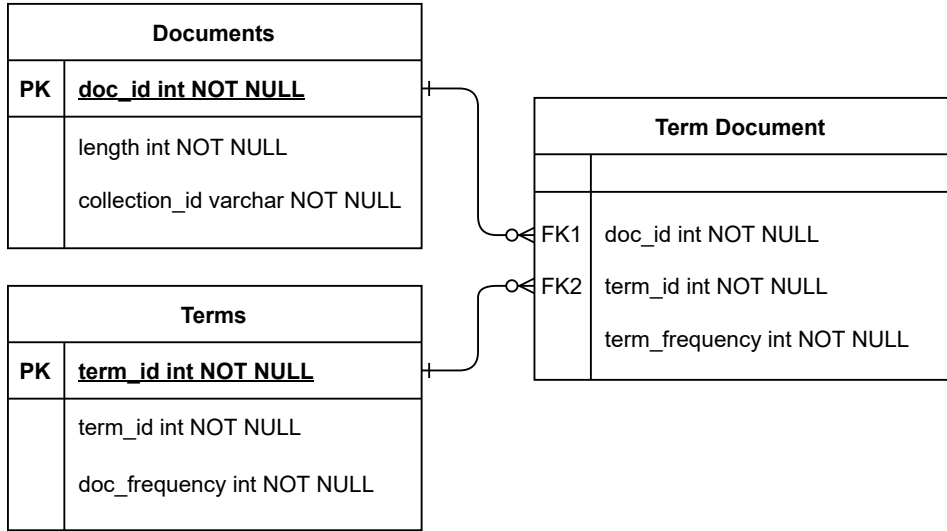 Documents
PK doc_id int NOT NULL
length int NOT NULL
collection_id varchar NOT NULL
Terms
PK term_id int NOT NULL
term_id int NOT NULL
doc_frequency int NOT NULL
Term Document
FK1 doc_id int NOT NULL
FK2 term_id int NOT NULL
term_frequency int NOT NULL